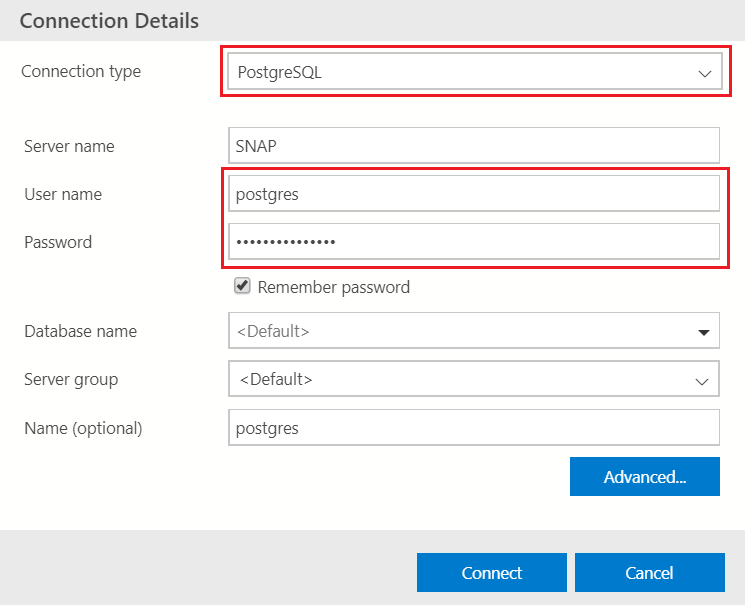 Connection Details
Connection type PostgreSQL
Server name SNAP
User name postgres
Password •••••••••••••••
Remember password
Database name <Default>
Server group <Default>
Name (optional) postgres
Advanced...
Connect Cancel